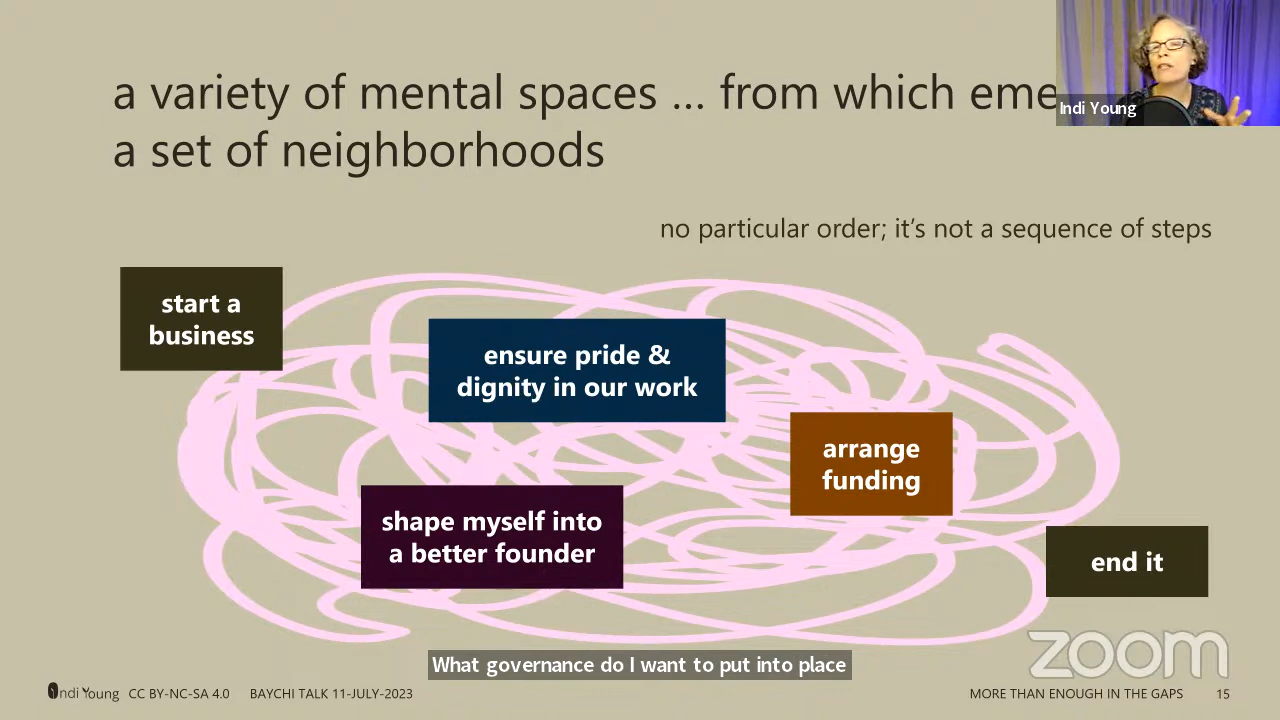 a variety of mental spaces ... from which eme
a set of neighborhoods
Indi Young
no particular order; it's not a sequence of steps
start a
business
ensure pride &
dignity in our work
arrange
funding
shape myself into
a better founder
end it
zoom
What governance do I want to put into place
Indi Young CC BY-NC-SA 4.0 BAYCHI TALK 11-JULY-2023 MORE THAN ENOUGH IN THE GAPS 15